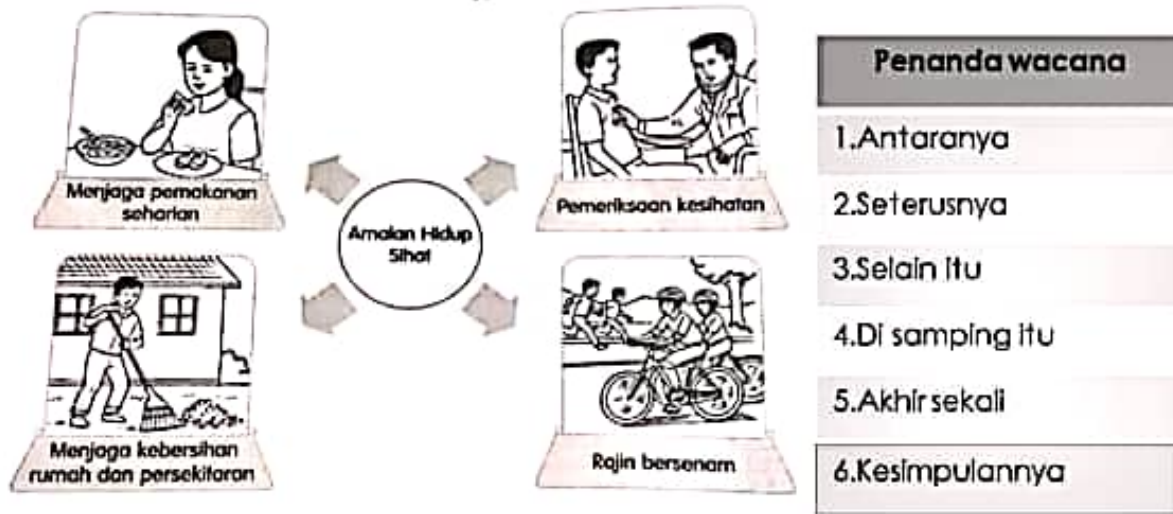 Menjaga pemakanan
seharian
Pemeriksaan kesihatan
Amalan Hidup
Sihat
Menjaga kebersihan
rumah dan persekitaran
Rajin bersenam
Penanda wacana
1.Antaranya
2.Seterusnya
3.Selain itu
4.Di samping itu
5.Akhir sekali
6.Kesimpulannya